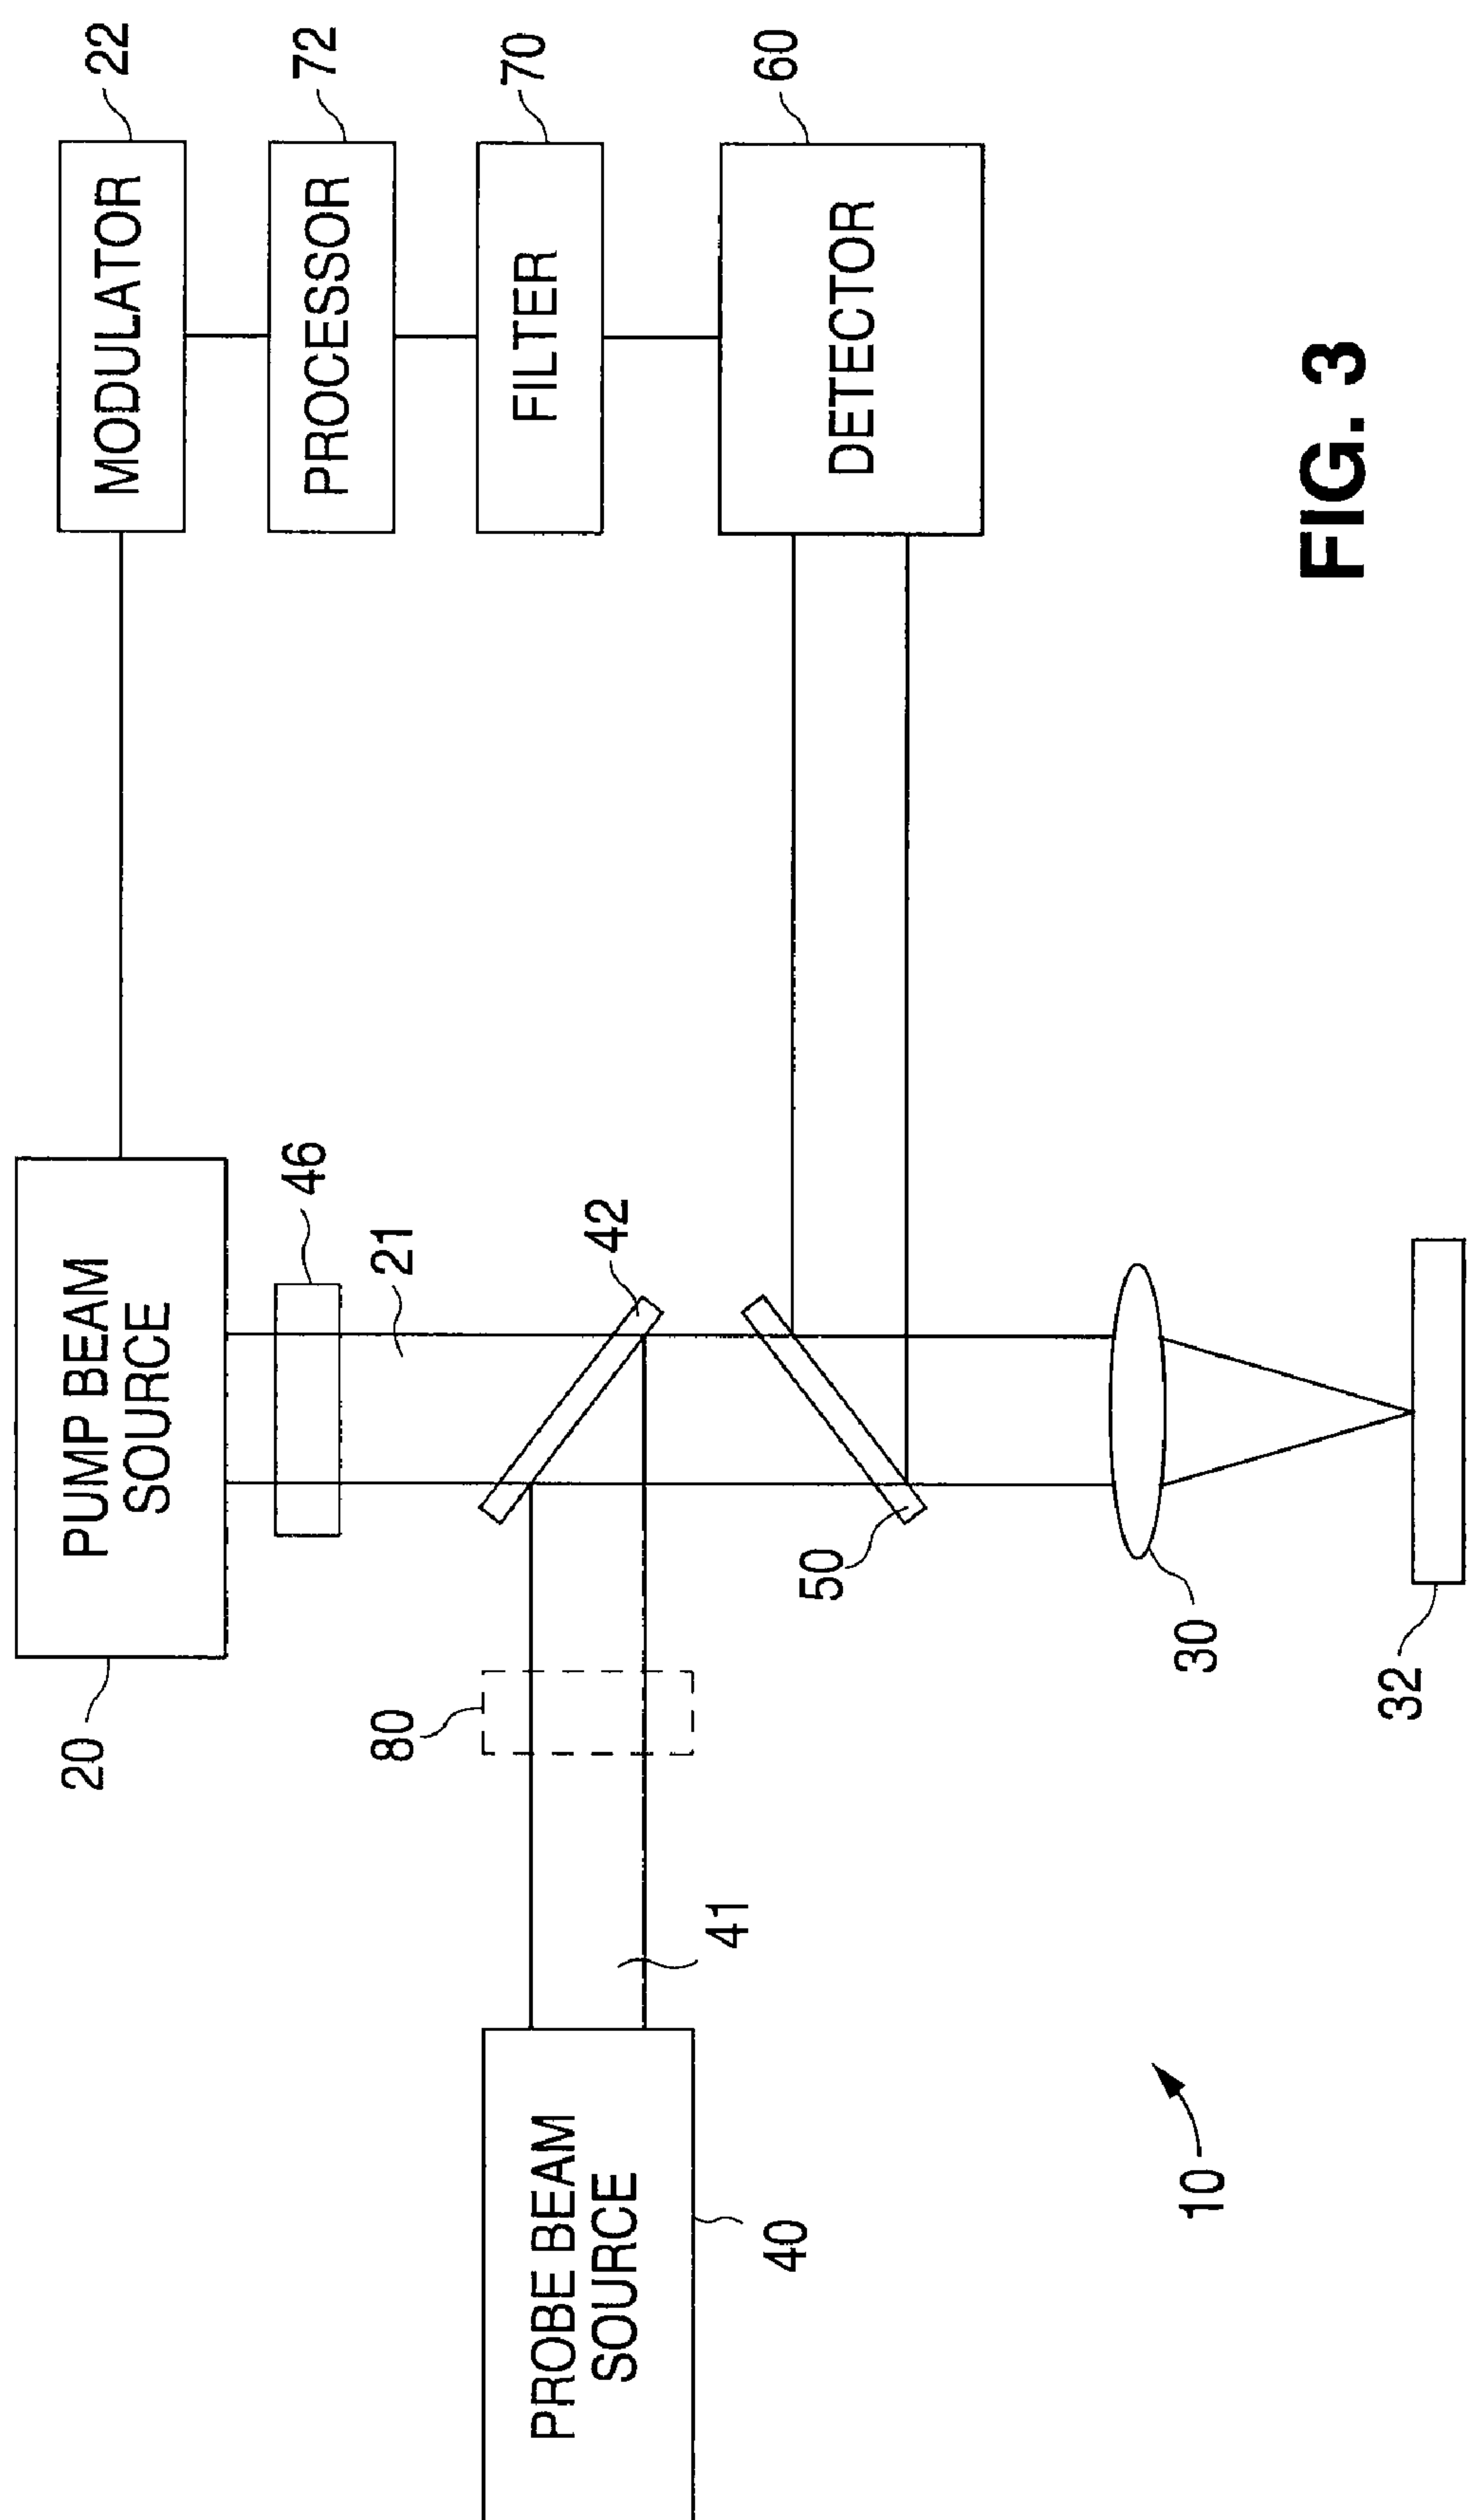 PUMP BEAM
SOURCE
20
MODULATOR
22
PROCESSOR
72
FILTER
70
DETECTOR
60
46
21
42
80
50
41
PROBE BEAM
SOURCE
40
30
32
10
FIG. 3